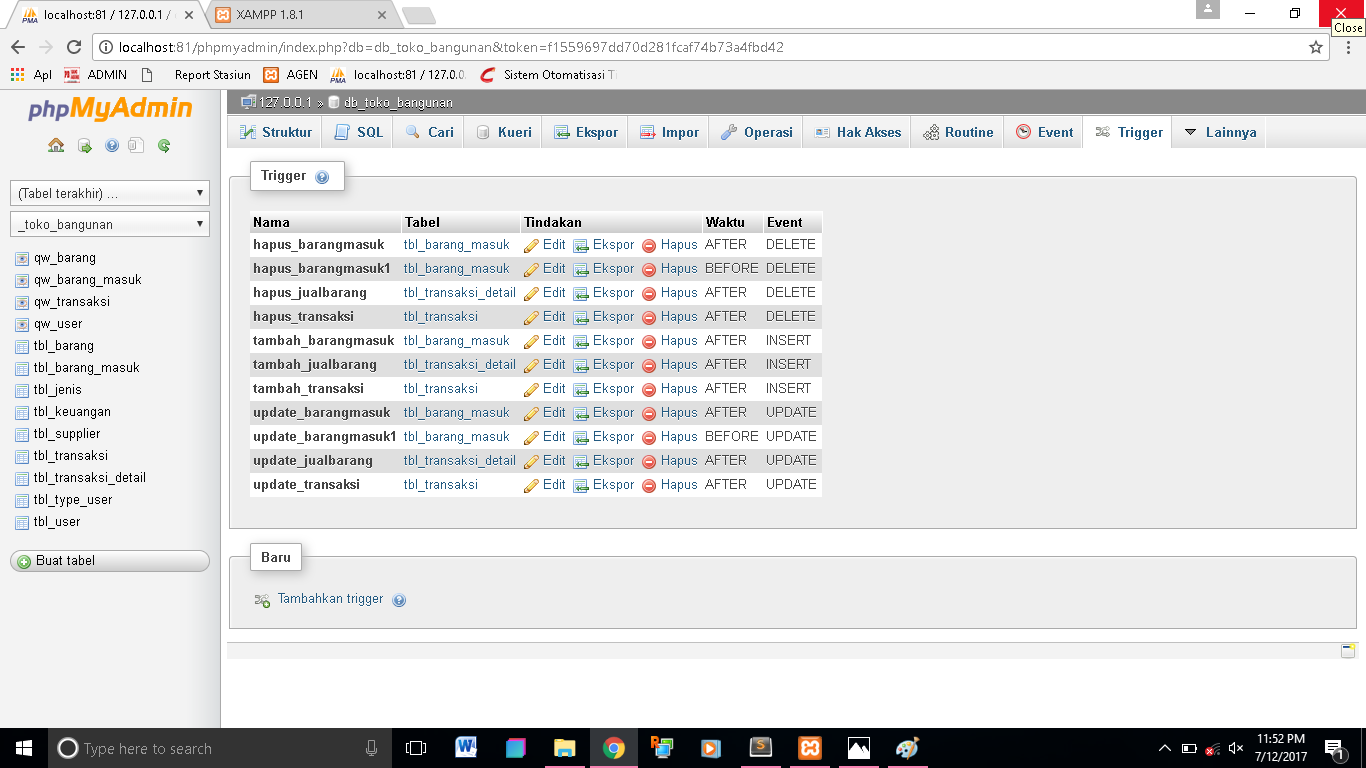 localhost:81 / 127.0.0.1 /
XAMPP 1.8.1
Close
localhost:81/phpmyadmin/index.php?db=db_toko_bangunan&token=f1559697dd70d281fcaf74b73a4fbd42
Apl
ADMIN
Report Stasiun
AGEN
localhost:81 / 127.0.0
Sistem Otomatisasi
phpMyAdmin
(Tabel terakhir) ...
_toko_bangunan
qw_barang
qw_barang_masuk
qw_transaksi
qw_user
tbl_barang
tbl_barang_masuk
tbl_jenis
tbl_keuangan
tbl_supplier
tbl_transaksi
tbl_transaksi_detail
tbl_type_user
tbl_user
Buat tabel
127.0.0.1 » db_toko_bangunan
Struktur SQL Cari Kueri Ekspor Impor Operasi Hak Akses Routine Event Trigger Lainnya
Trigger
Nama Tabel Tindakan Waktu Event
hapus_barangmasuk tbl_barang_masuk Edit Ekspor Hapus AFTER DELETE
hapus_barangmasuk1 tbl_barang_masuk Edit Ekspor Hapus BEFORE DELETE
hapus_jualbarang tbl_transaksi_detail Edit Ekspor Hapus AFTER DELETE
hapus_transaksi tbl_transaksi Edit Ekspor Hapus AFTER DELETE
tambah_barangmasuk tbl_barang_masuk Edit Ekspor Hapus AFTER INSERT
tambah_jualbarang tbl_transaksi_detail Edit Ekspor Hapus AFTER INSERT
tambah_transaksi tbl_transaksi Edit Ekspor Hapus AFTER INSERT
update_barangmasuk tbl_barang_masuk Edit Ekspor Hapus AFTER UPDATE
update_barangmasuk1 tbl_barang_masuk Edit Ekspor Hapus BEFORE UPDATE
update_jualbarang tbl_transaksi_detail Edit Ekspor Hapus AFTER UPDATE
update_transaksi tbl_transaksi Edit Ekspor Hapus AFTER UPDATE
Baru
Tambahkan trigger
Type here to search
11:52 PM
7/12/2017
1